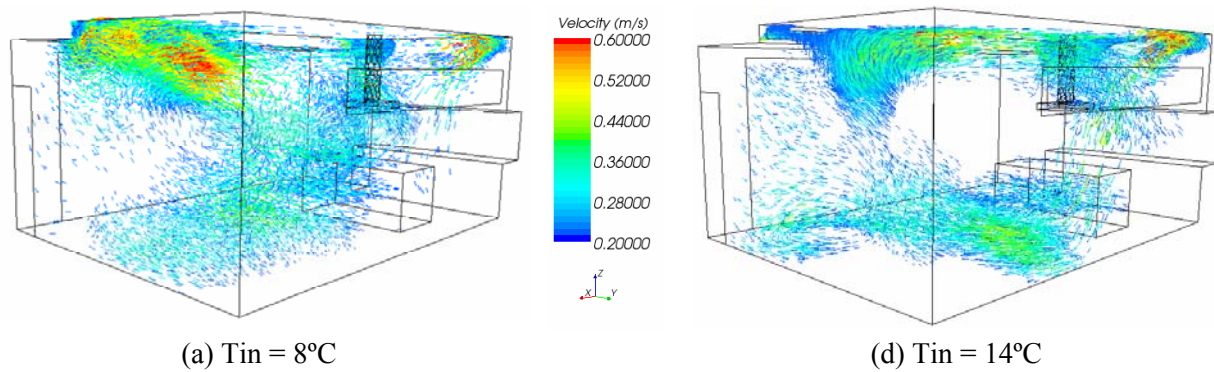 Velocity (m/s)
0.60000
0.52000
0.44000
0.36000
0.28000
0.20000
Z
X
Y
(a) Tin = 8ºC
(d) Tin = 14ºC